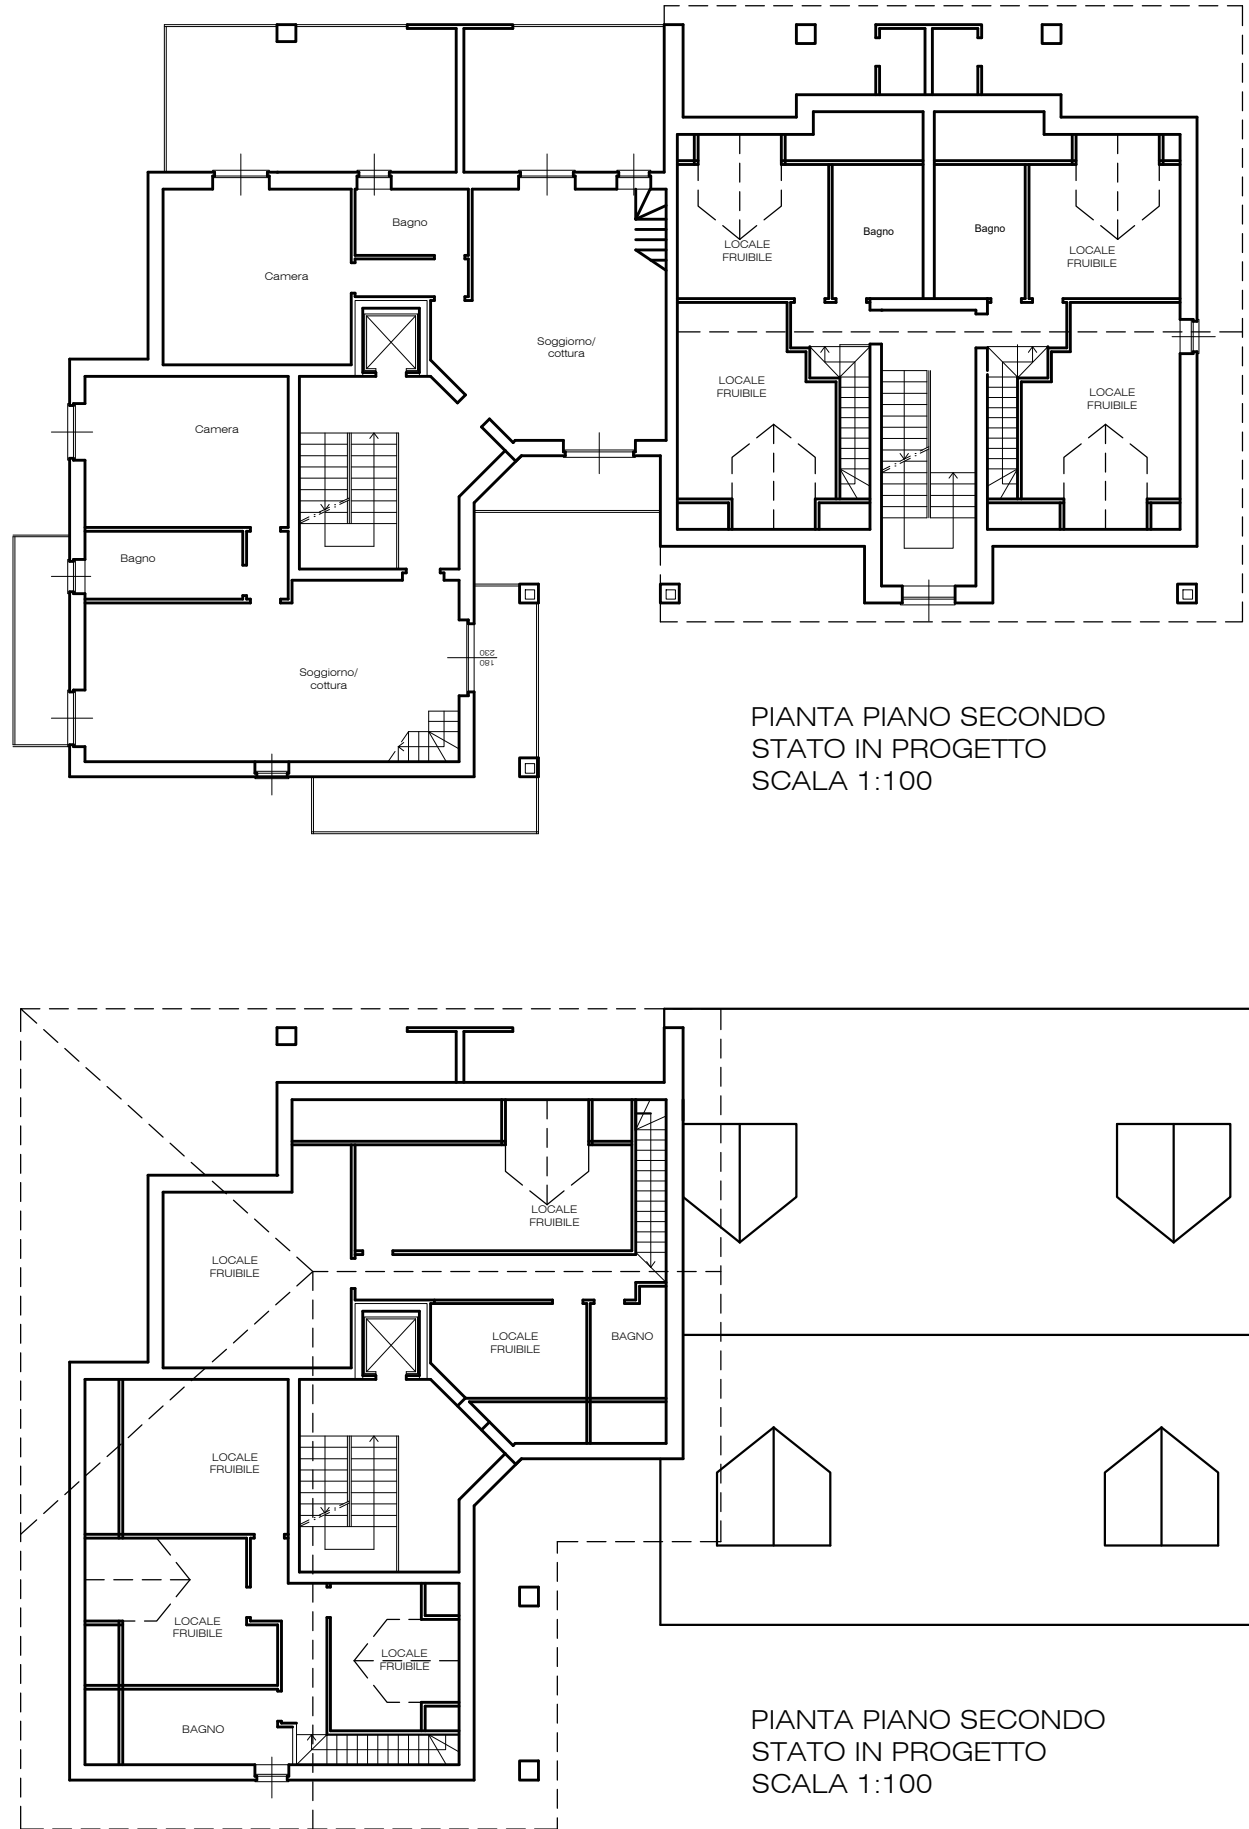 Bagno
Camera
Soggiorno/
cottura
LOCALE
FRUIBILE
Bagno
Bagno
LOCALE
FRUIBILE
LOCALE
FRUIBILE
LOCALE
FRUIBILE
Camera
Bagno
Soggiorno/
cottura
180
230
PIANTA PIANO SECONDO
STATO IN PROGETTO
SCALA 1:100
LOCALE
FRUIBILE
LOCALE
FRUIBILE
LOCALE
FRUIBILE
BAGNO
LOCALE
FRUIBILE
LOCALE
FRUIBILE
LOCALE
FRUIBILE
BAGNO
PIANTA PIANO SECONDO
STATO IN PROGETTO
SCALA 1:100